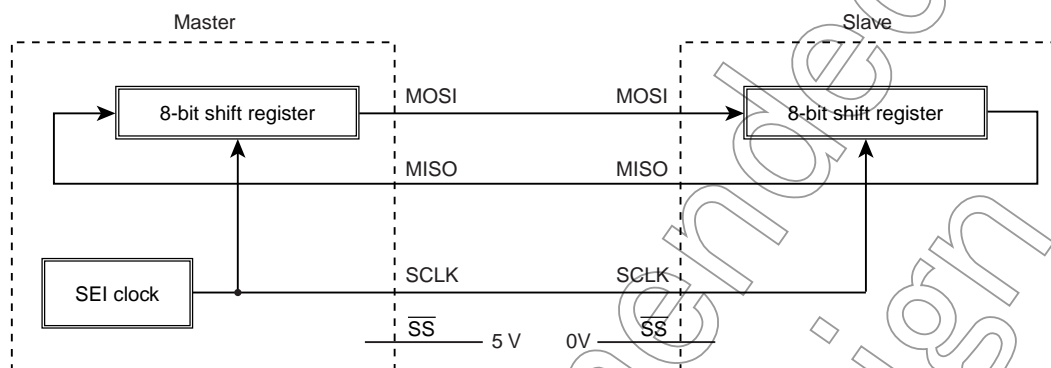 Master
Slave
8-bit shift register
MOSI
MOSI
8-bit shift register
MISO
MISO
SEI clock
SCLK
SCLK
SS
5 V
0V
SS